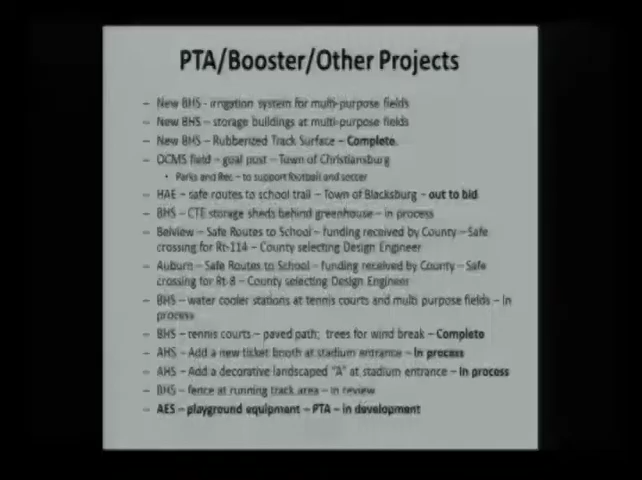 PTA/Booster/Other Projects
– New BHS - irrigation system for multi-purpose fields
– New BHS – storage buildings at multi-purpose fields
– New BHS – Rubberized Track Surface – Complete.
– OCMS field – goal post – Town of Christiansburg
• Parks and Rec – to support football and soccer
– HAE – safe routes to school trail – Town of Blacksburg – out to bid
– BHS – CTE storage sheds behind greenhouse – in process
– Belview – Safe Routes to School – funding received by County – Safe
crossing for Rt-114 – County selecting Design Engineer
– Auburn – Safe Routes to School – funding received by County – Safe
crossing for Rt-8 – County selecting Design Engineer
– BHS – water cooler stations at tennis courts and multi purpose fields – in
process
– BHS – tennis courts – paved path; trees for wind break – Complete
– AHS - Add a new ticket booth at stadium entrance – In process
– AHS - Add a decorative landscaped "A" at stadium entrance – In process
– BHS – fence at running track area – in review
– AES – playground equipment – PTA – in development